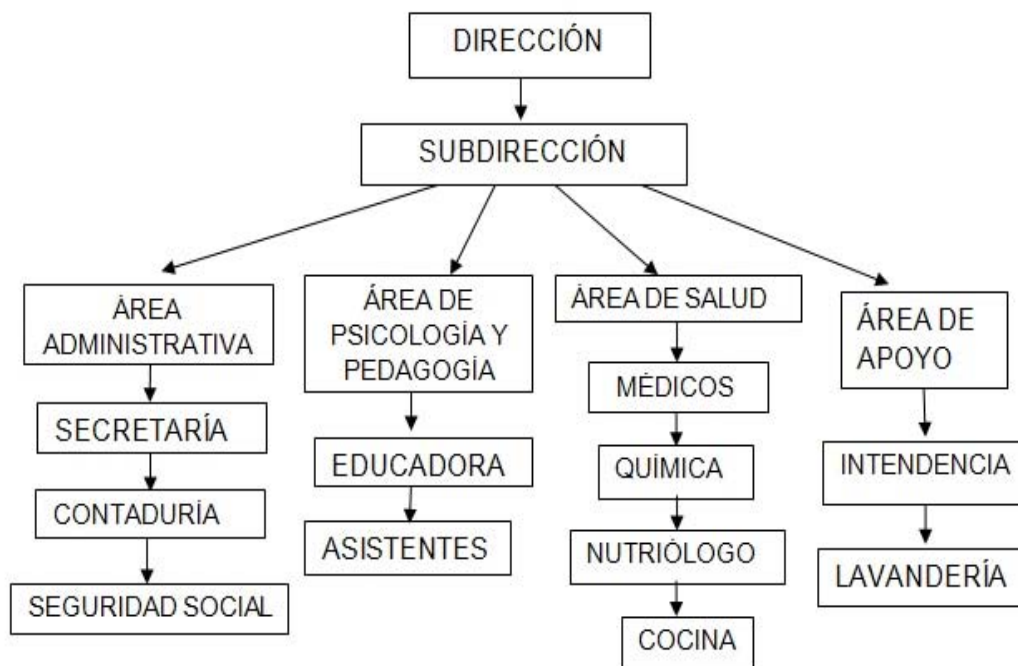 DIRECCIÓN
SUBDIRECCIÓN
ÁREA
ADMINISTRATIVA
SECRETARÍA
CONTADURÍA
SEGURIDAD SOCIAL
ÁREA DE
PSICOLOGÍA Y
PEDAGOGÍA
EDUCADORA
ASISTENTES
ÁREA DE SALUD
MÉDICOS
QUÍMICA
NUTRIÓLOGO
COCINA
ÁREA DE
APOYO
INTENDENCIA
LAVANDERÍA